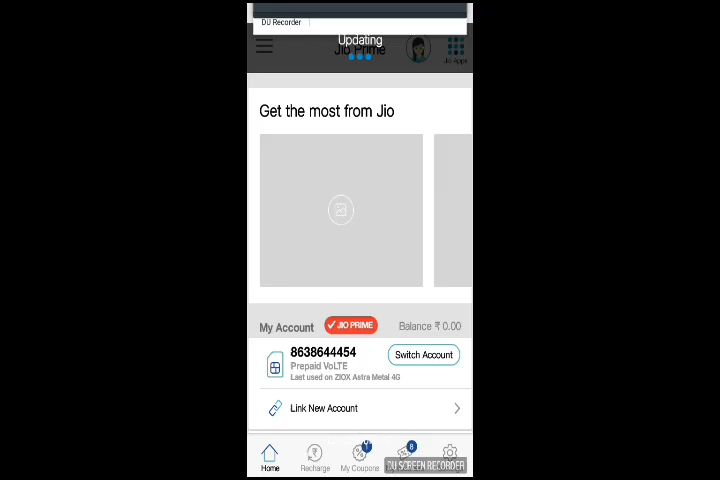 DU Recorder
Updating
Jio Prime
Jio Apps
Get the most from Jio
My Account
JIO PRIME
Balance ₹ 0.00
8638644454
Switch Account
Prepaid VoLTE
Last used on ZIOX Astra Metal 4G
Link New Account
1
8
Home
Recharge
My Coupons
DU SCREEN RECORDER